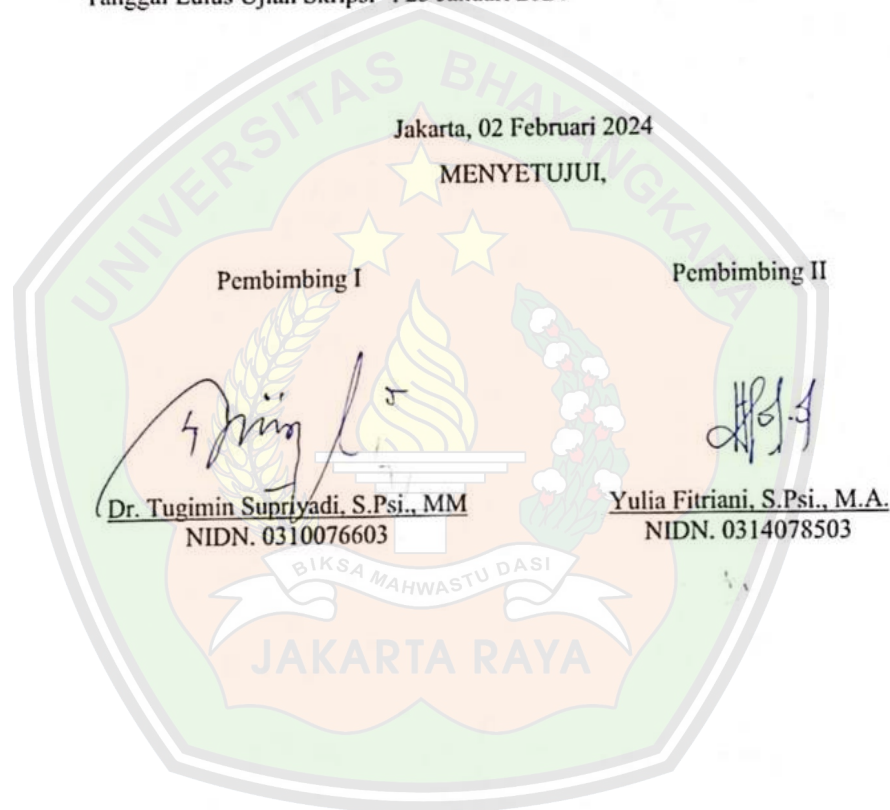 Jakarta, 02 Februari 2024
MENYETUJUI,
Pembimbing I
Pembimbing II
Dr. Tugimin Supriyadi, S.Psi., MM
NIDN. 0310076603
Yulia Fitriani, S.Psi., M.A.
NIDN. 0314078503
UNIVERSITAS BHAYANGKARA
BIKSA MAHWASTU DASI
JAKARTA RAYA